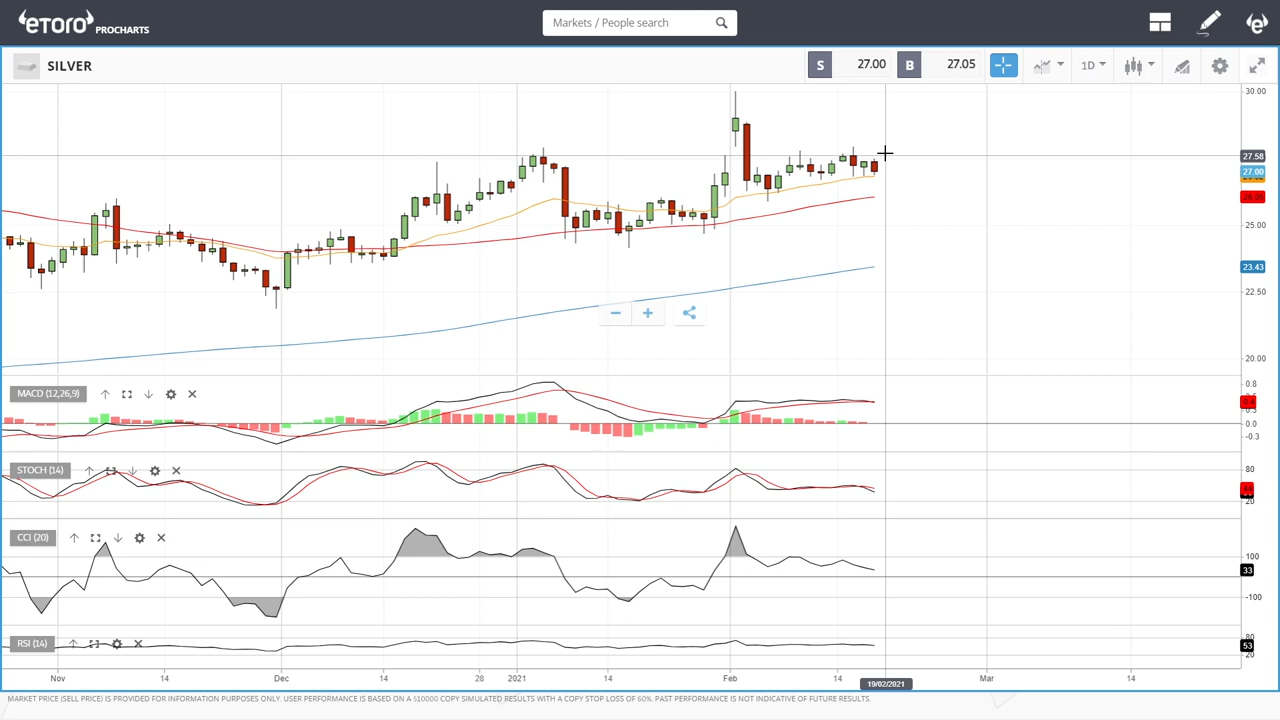 eToro PROCHARTS
Markets / People search
SILVER
S 27.00 B 27.05
1D
30.00
27.58
27.00
25.00
23.43
22.50
20.00
MACD (12,26,9)
0.8
0.3
0.0
-0.3
STOCH (14)
80
20
CCI (20)
100
33
-100
RSI (14)
80
53
20
Nov 14 Dec 14 28 2021 14 Feb 14 19/02/2021 Mar 14
MARKET PRICE (SELL PRICE) IS PROVIDED FOR INFORMATION PURPOSES ONLY. USER PERFORMANCE IS BASED ON A $10000 COPY SIMULATED RESULTS WITH A COPY STOP LOSS OF 60%. PAST PERFORMANCE IS NOT INDICATIVE OF FUTURE RESULTS.